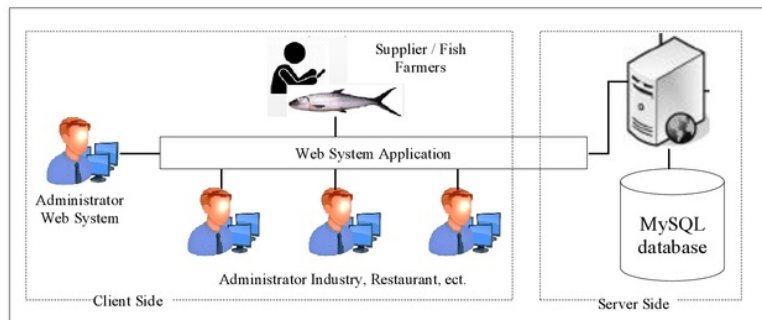 Supplier / Fish
Farmers
Web System Application
Administrator
Web System
MySQL
database
Administrator Industry, Restaurant, ect.
Client Side
Server Side